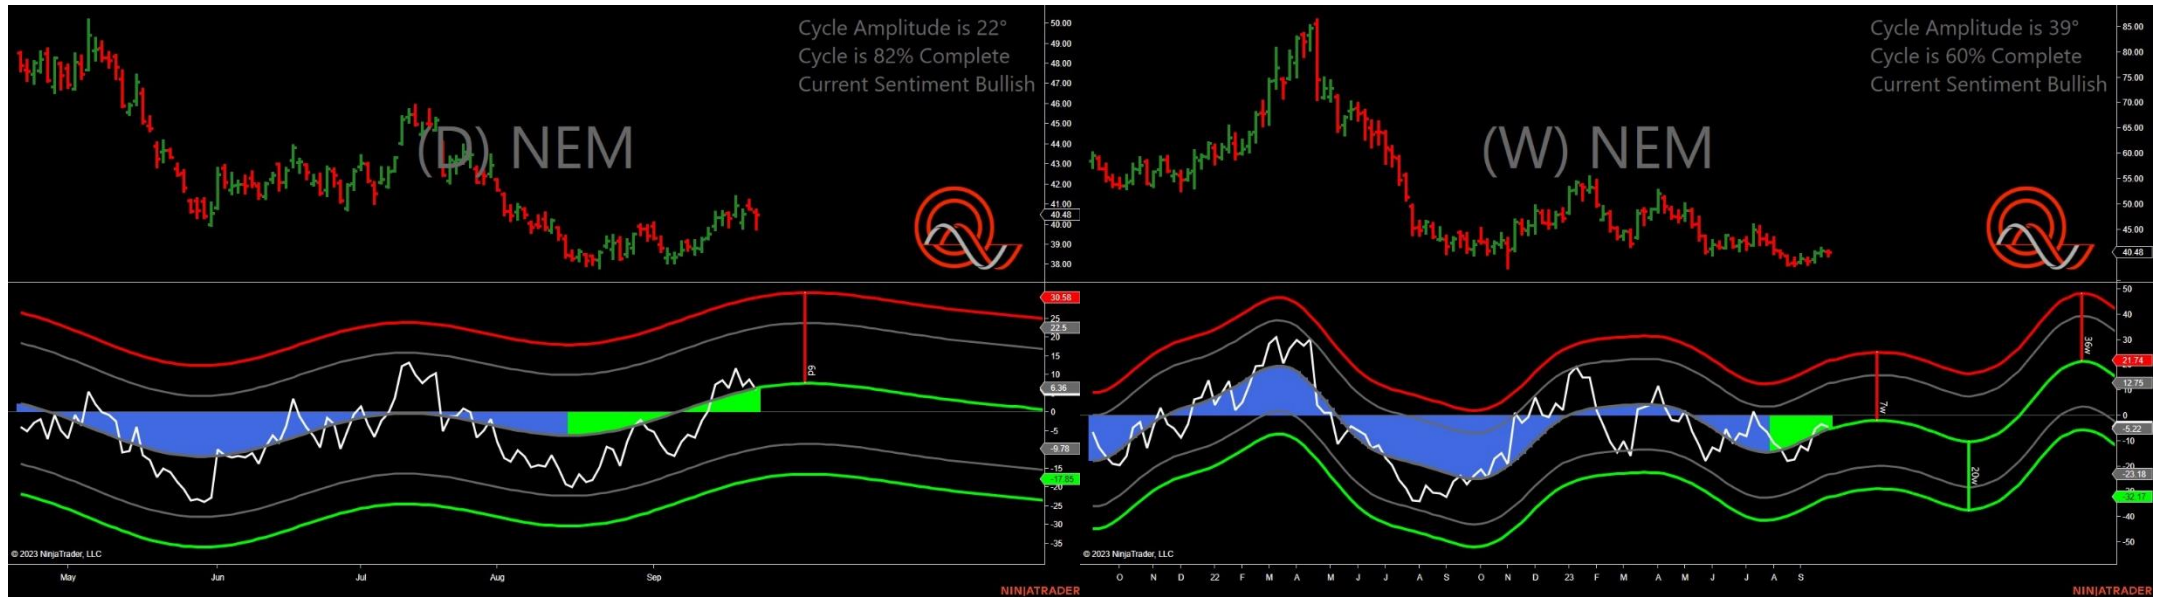 Cycle Amplitude is 22°
Cycle is 82% Complete
Current Sentiment Bullish
(D) NEM
50.00
49.00
48.00
47.00
46.00
45.00
44.00
43.00
42.00
41.00
40.48
40.00
39.00
38.00
30.58
25
22.5
20
15
10
6.36
0
-5
-9.78
-15
-17.85
-20
-25
-30
-35
6d
© 2023 NinjaTrader, LLC
May Jun Jul Aug Sep
NINJATRADER
Cycle Amplitude is 39°
Cycle is 60% Complete
Current Sentiment Bullish
(W) NEM
85.00
80.00
75.00
70.00
65.00
60.00
55.00
50.00
45.00
40.48
50
40
30
21.74
12.75
0
-5.22
-10
-20
-23.18
-32.17
-40
-50
7w
20w
36w
© 2023 NinjaTrader, LLC
O N D 22 F M A M J J A S O N D 23 F M A M J J A S
NINJATRADER